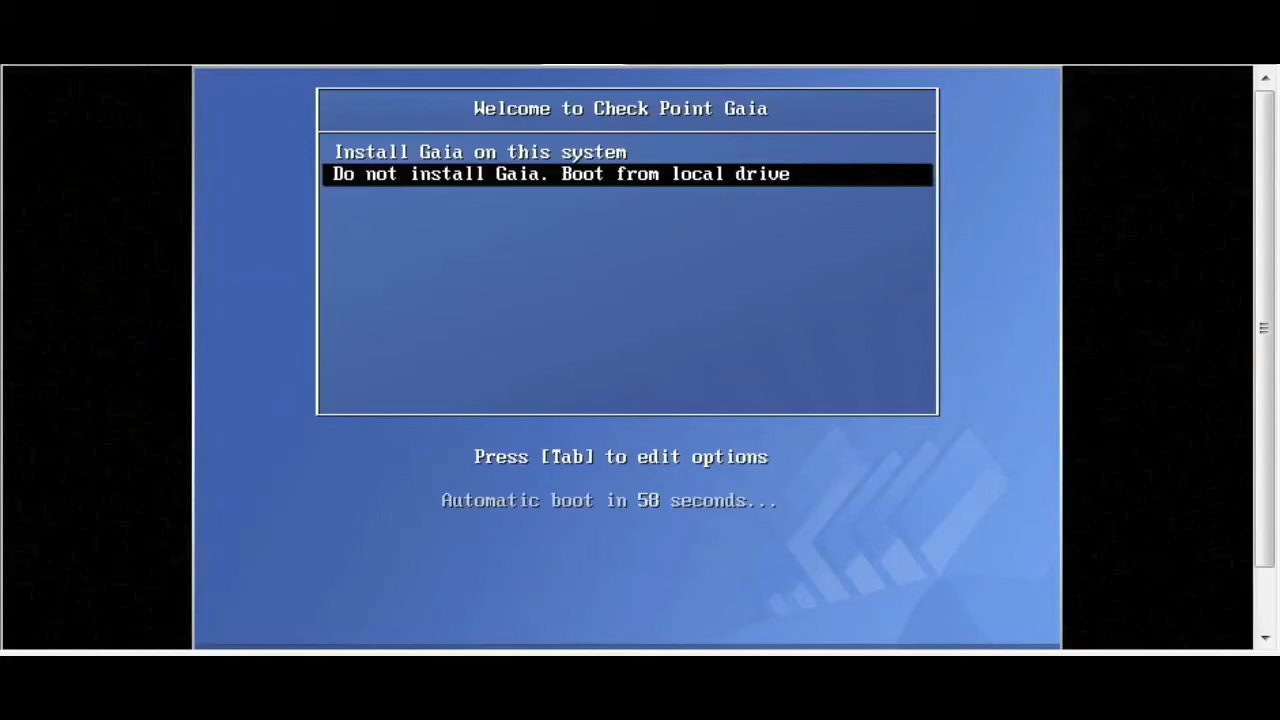 Welcome to Check Point Gaia
Install Gaia on this system
Do not install Gaia. Boot from local drive
Press [Tab] to edit options
Automatic boot in 58 seconds...